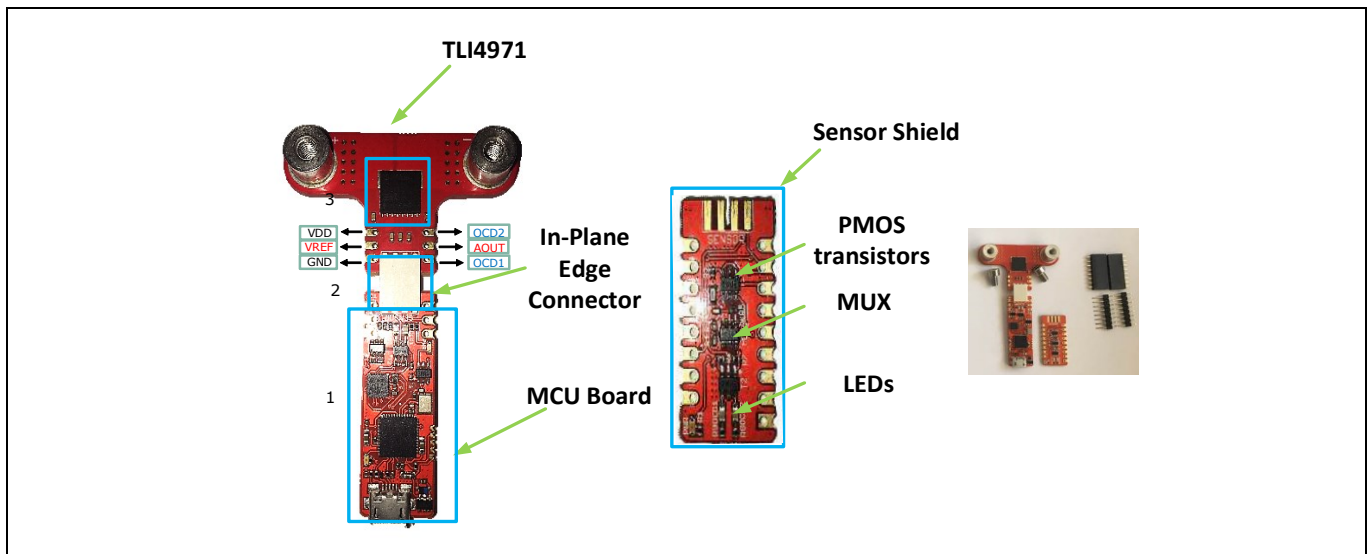 TLI4971
Sensor Shield
+
−
3
VDD
OCD2
VREF
AOUT
GND
OCD1
In-Plane
Edge
Connector
2
1
MCU Board
SENSOR
PMOS
transistors
MUX
LEDs